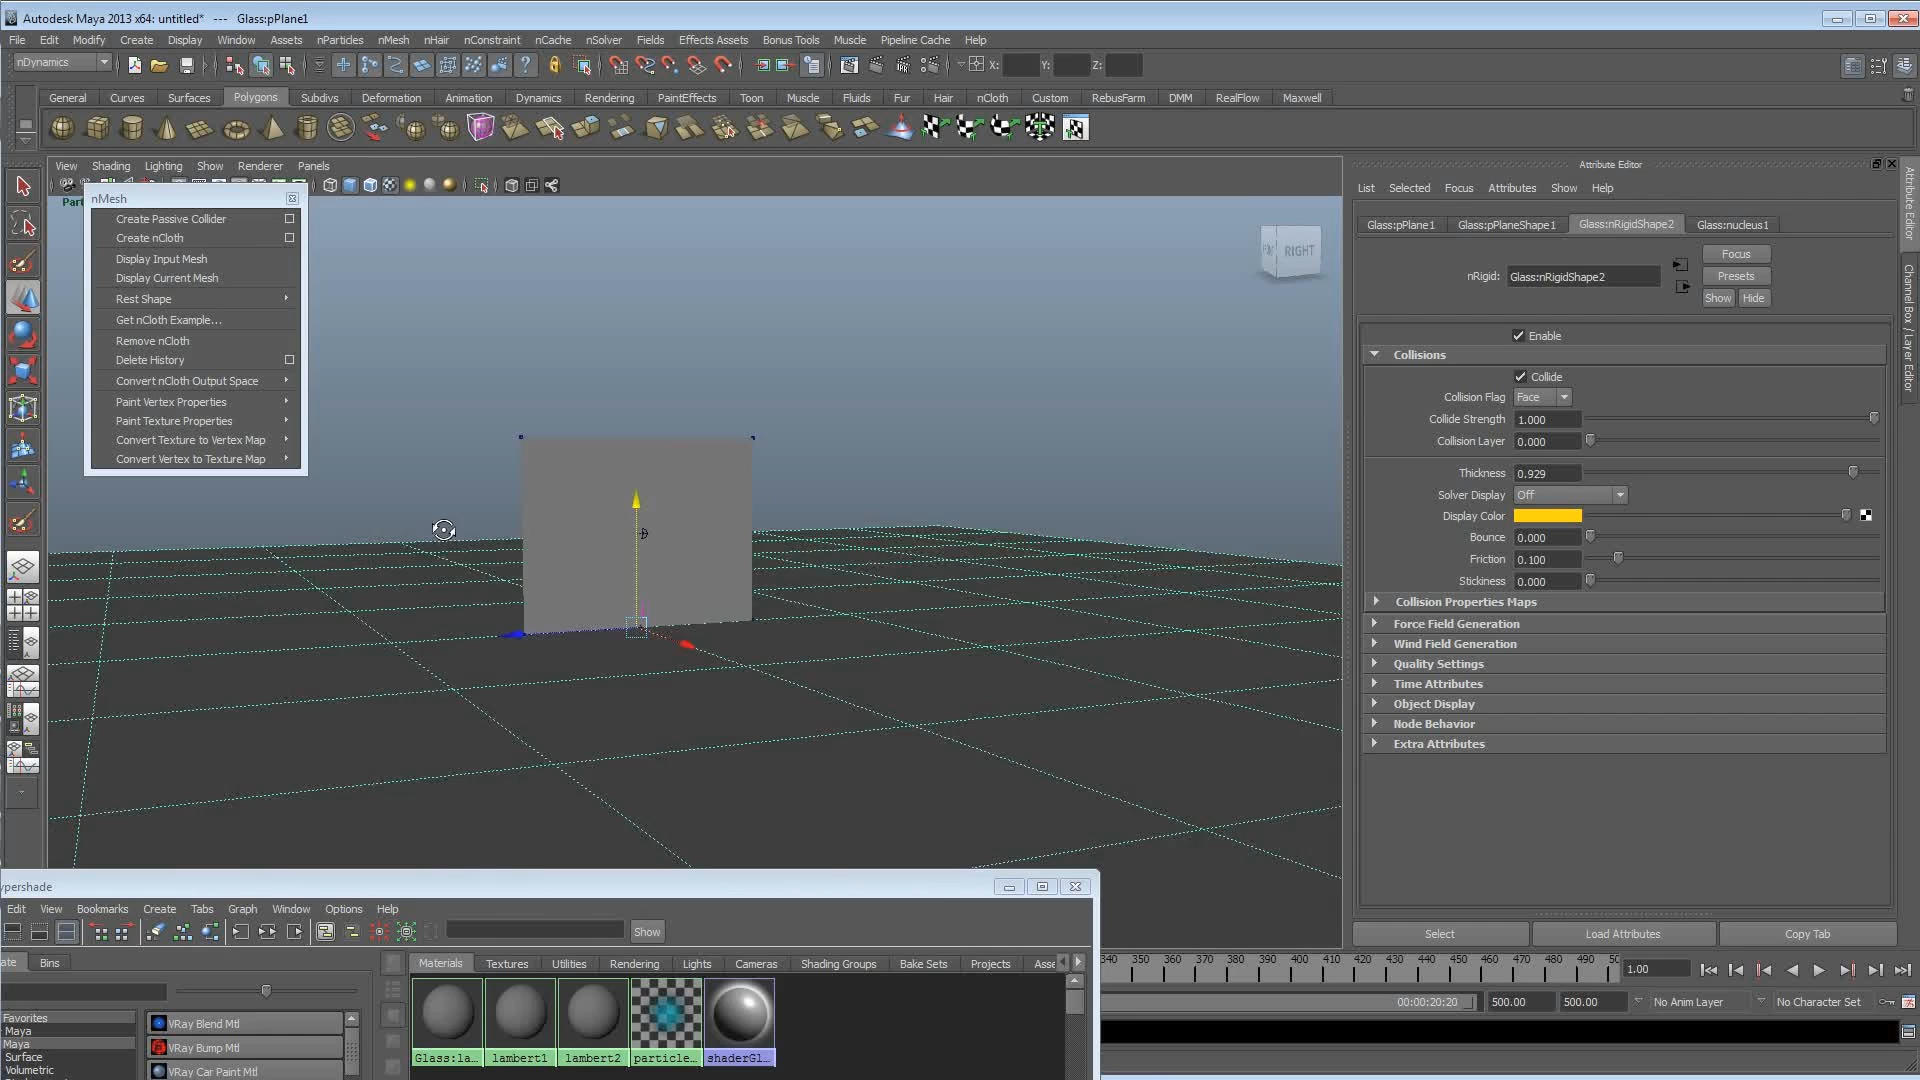 Autodesk Maya 2013 x64: untitled* --- Glass:pPlane1
File Edit Modify Create Display Window Assets nParticles nMesh nHair nConstraint nCache nSolver Fields Effects Assets Bonus Tools Muscle Pipeline Cache Help
nDynamics X: Y: Z:
General Curves Surfaces Polygons Subdivs Deformation Animation Dynamics Rendering PaintEffects Toon Muscle Fluids Fur Hair nCloth Custom RebusFarm DMM RealFlow Maxwell
View Shading Lighting Show Renderer Panels
Part
nMesh
Create Passive Collider
Create nCloth
Display Input Mesh
Display Current Mesh
Rest Shape
Get nCloth Example...
Remove nCloth
Delete History
Convert nCloth Output Space
Paint Vertex Properties
Paint Texture Properties
Convert Texture to Vertex Map
Convert Vertex to Texture Map
RIGHT
Attribute Editor
List Selected Focus Attributes Show Help
Glass:pPlane1 Glass:pPlaneShape1 Glass:nRigidShape2 Glass:nucleus1
Focus
nRigid: Glass:nRigidShape2 Presets
Show Hide
Enable
Collisions
Collide
Collision Flag Face
Collide Strength 1.000
Collision Layer 0.000
Thickness 0.929
Solver Display Off
Display Color
Bounce 0.000
Friction 0.100
Stickiness 0.000
Collision Properties Maps
Force Field Generation
Wind Field Generation
Quality Settings
Time Attributes
Object Display
Node Behavior
Extra Attributes
Select Load Attributes Copy Tab
Attribute Editor
Channel Box / Layer Editor
ypershade
Edit View Bookmarks Create Tabs Graph Window Options Help
Show
ate Bins
Materials Textures Utilities Rendering Lights Cameras Shading Groups Bake Sets Projects Asse
Favorites
Maya
Maya
Surface
Volumetric
VRay Blend Mtl
VRay Bump Mtl
VRay Car Paint Mtl
Glass:la... lambert1 lambert2 particle... shaderGl...
340 350 360 370 380 390 400 410 420 430 440 450 460 470 480 490 50
1.00
00:00:20:20 500.00 500.00 No Anim Layer No Character Set